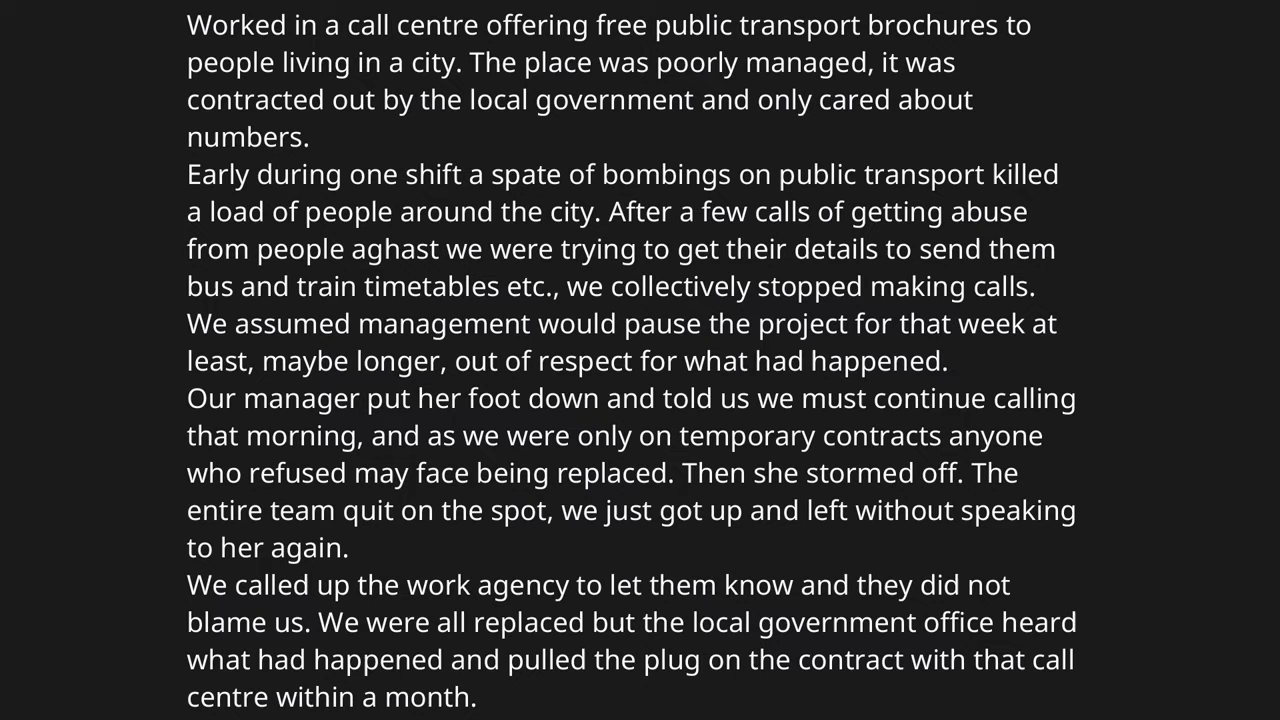 Worked in a call centre offering free public transport brochures to
people living in a city. The place was poorly managed, it was
contracted out by the local government and only cared about
numbers.
Early during one shift a spate of bombings on public transport killed
a load of people around the city. After a few calls of getting abuse
from people aghast we were trying to get their details to send them
bus and train timetables etc., we collectively stopped making calls.
We assumed management would pause the project for that week at
least, maybe longer, out of respect for what had happened.
Our manager put her foot down and told us we must continue calling
that morning, and as we were only on temporary contracts anyone
who refused may face being replaced. Then she stormed off. The
entire team quit on the spot, we just got up and left without speaking
to her again.
We called up the work agency to let them know and they did not
blame us. We were all replaced but the local government office heard
what had happened and pulled the plug on the contract with that call
centre within a month.